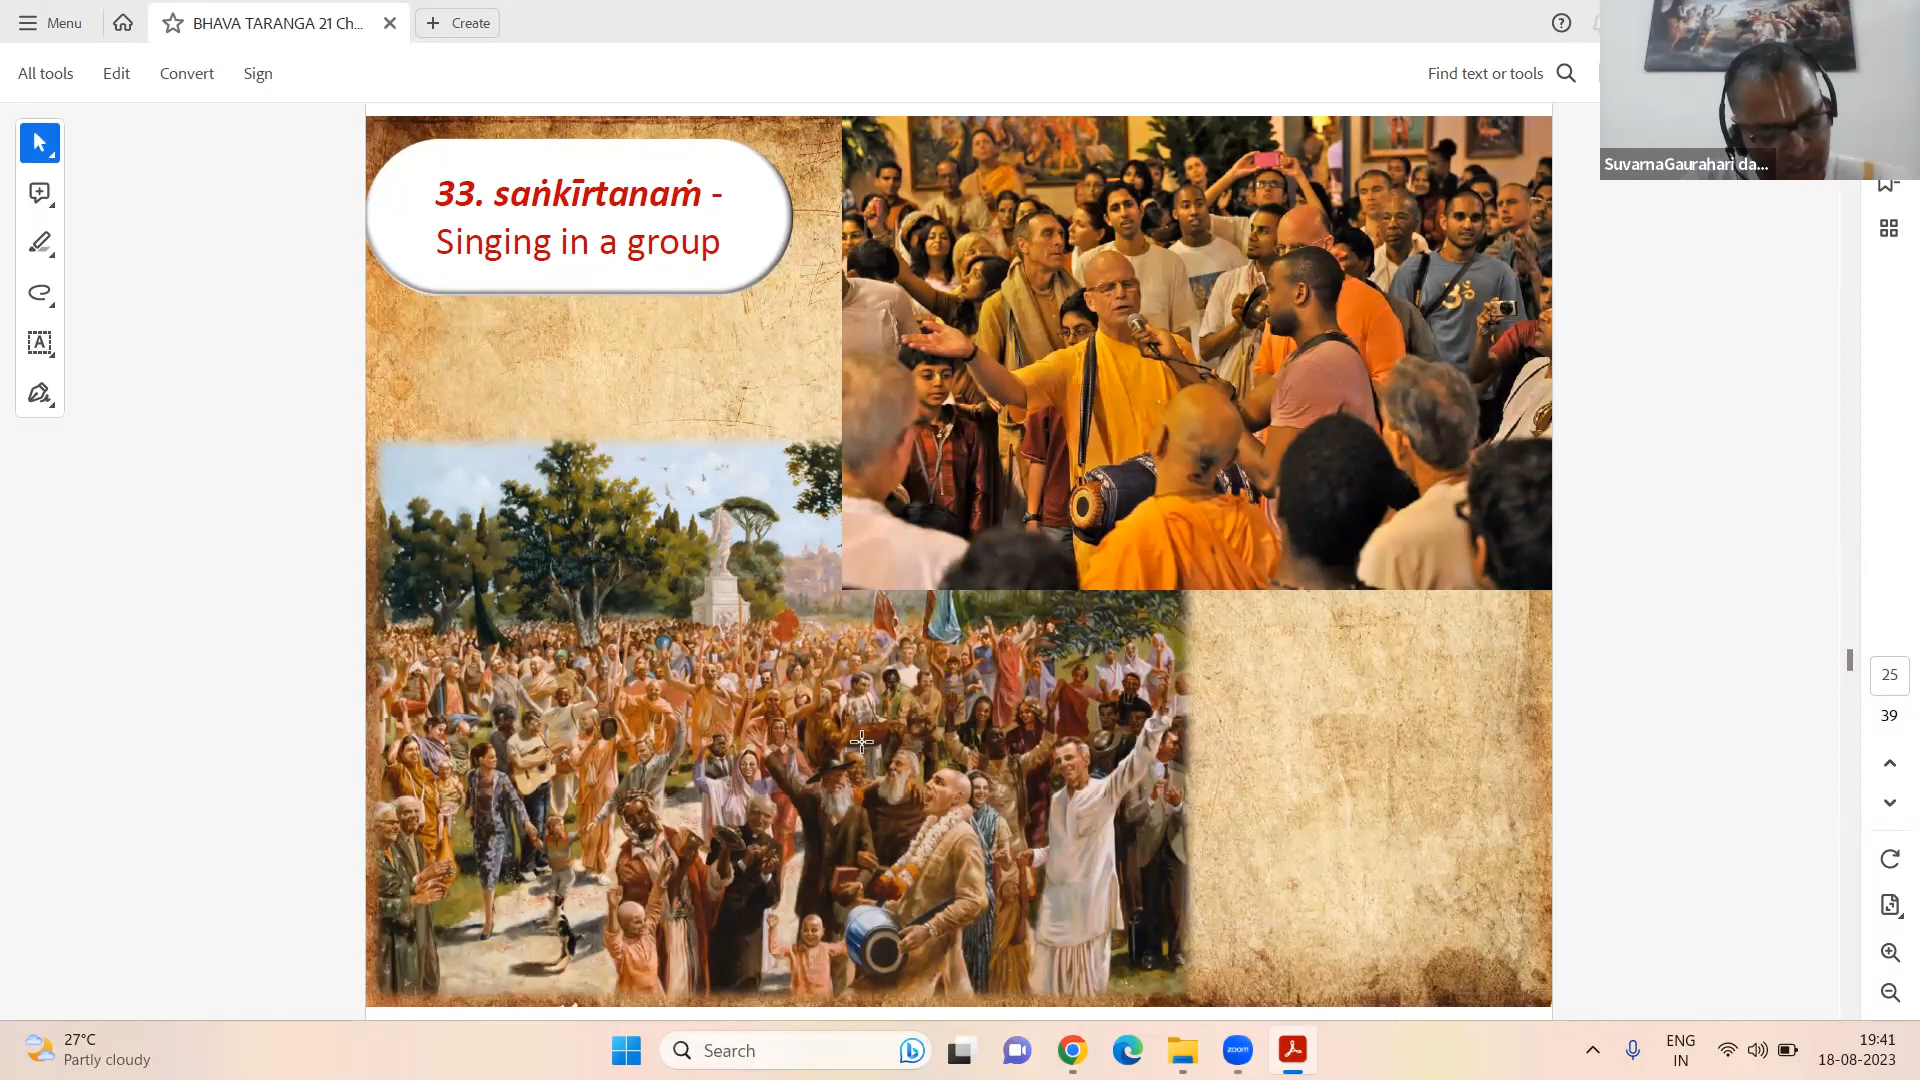 Menu
BHAVA TARANGA 21 Ch...
Create
All tools
Edit
Convert
Sign
Find text or tools
SuvarnaGaurahari da...
33. saṅkīrtanaṁ -
Singing in a group
25
39
27°C
Partly cloudy
Search
zoom
ENG
IN
19:41
18-08-2023